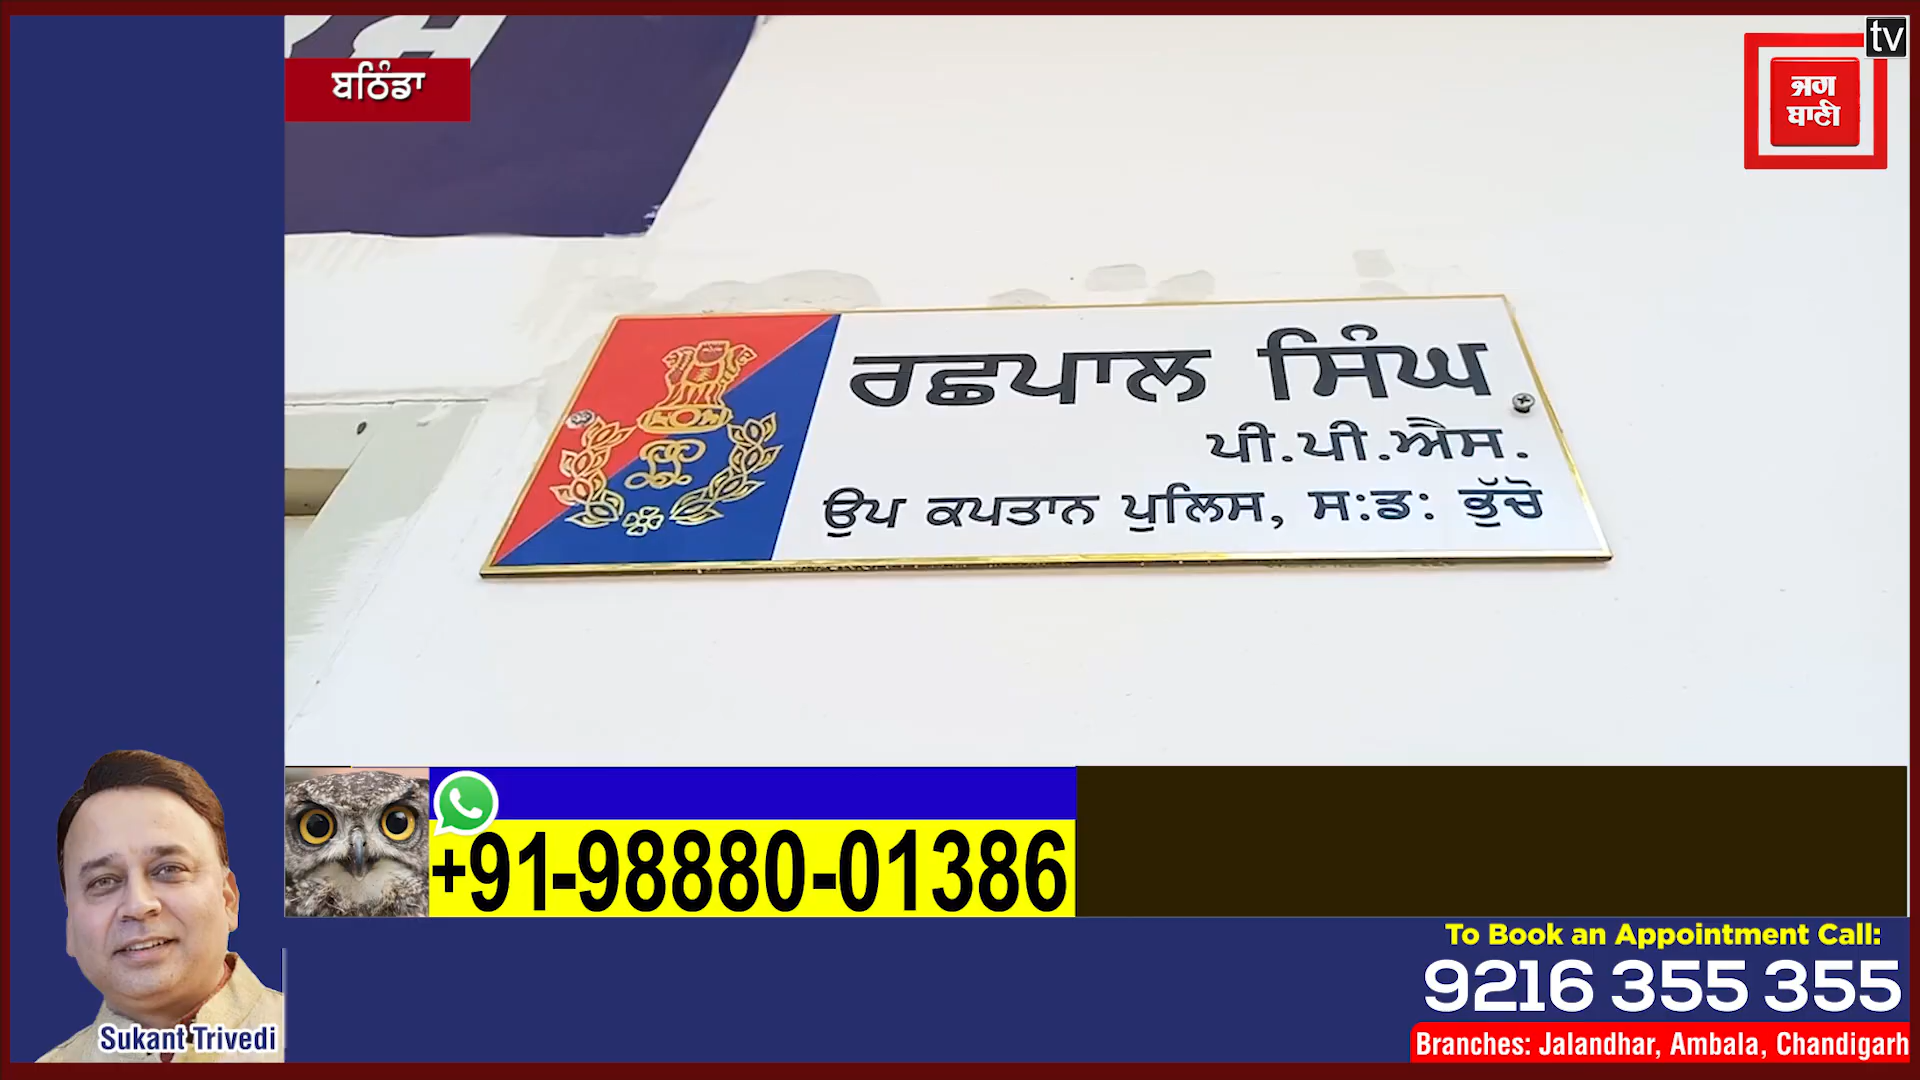 ਬਠਿੰਡਾ
tv
ਜਗ
ਬਾਣੀ
ਰਛਪਾਲ ਸਿੰਘ
ਪੀ.ਪੀ.ਐਸ.
ਉਪ ਕਪਤਾਨ ਪੁਲਿਸ, ਸ:ਡ: ਭੁੱਚੋ
+91-98880-01386
To Book an Appointment Call:
9216 355 355
Branches: Jalandhar, Ambala, Chandigarh
Sukant Trivedi